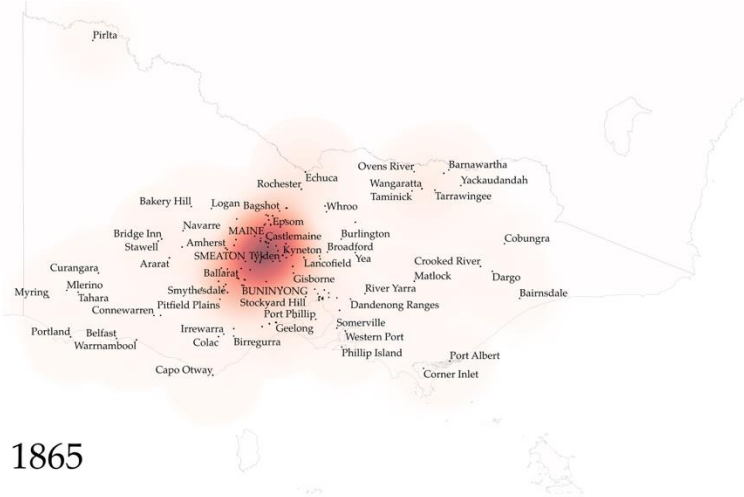 Pirlta
Ovens River
Barnawartha
Echuca
Rochester
Wangaratta
Yackaudandah
Taminick
Tarrawingee
Bakery Hill
Logan
Bagshot
Whroo
Epsom
Navarre
MAINE
Castlemaine
Burlington
Bridge Inn
Stawell
Amherst
Kyneton
Broadford
Cobungra
SMEATON
Tylden
Yea
Ararat
Lancofield
Crooked River
Curangara
Ballarat
Gisborne
Matlock
Dargo
Mlerino
Myring
Tahara
Smythesdale
BUNINYONG
River Yarra
Bairnsdale
Connewarren
Pitfield Plains
Stockyard Hill
Dandenong Ranges
Port Phillip
Portland
Belfast
Irrewarra
Geelong
Somerville
Warrnambool
Colac
Birregurra
Western Port
Phillip Island
Port Albert
Capo Otway
Corner Inlet
1865